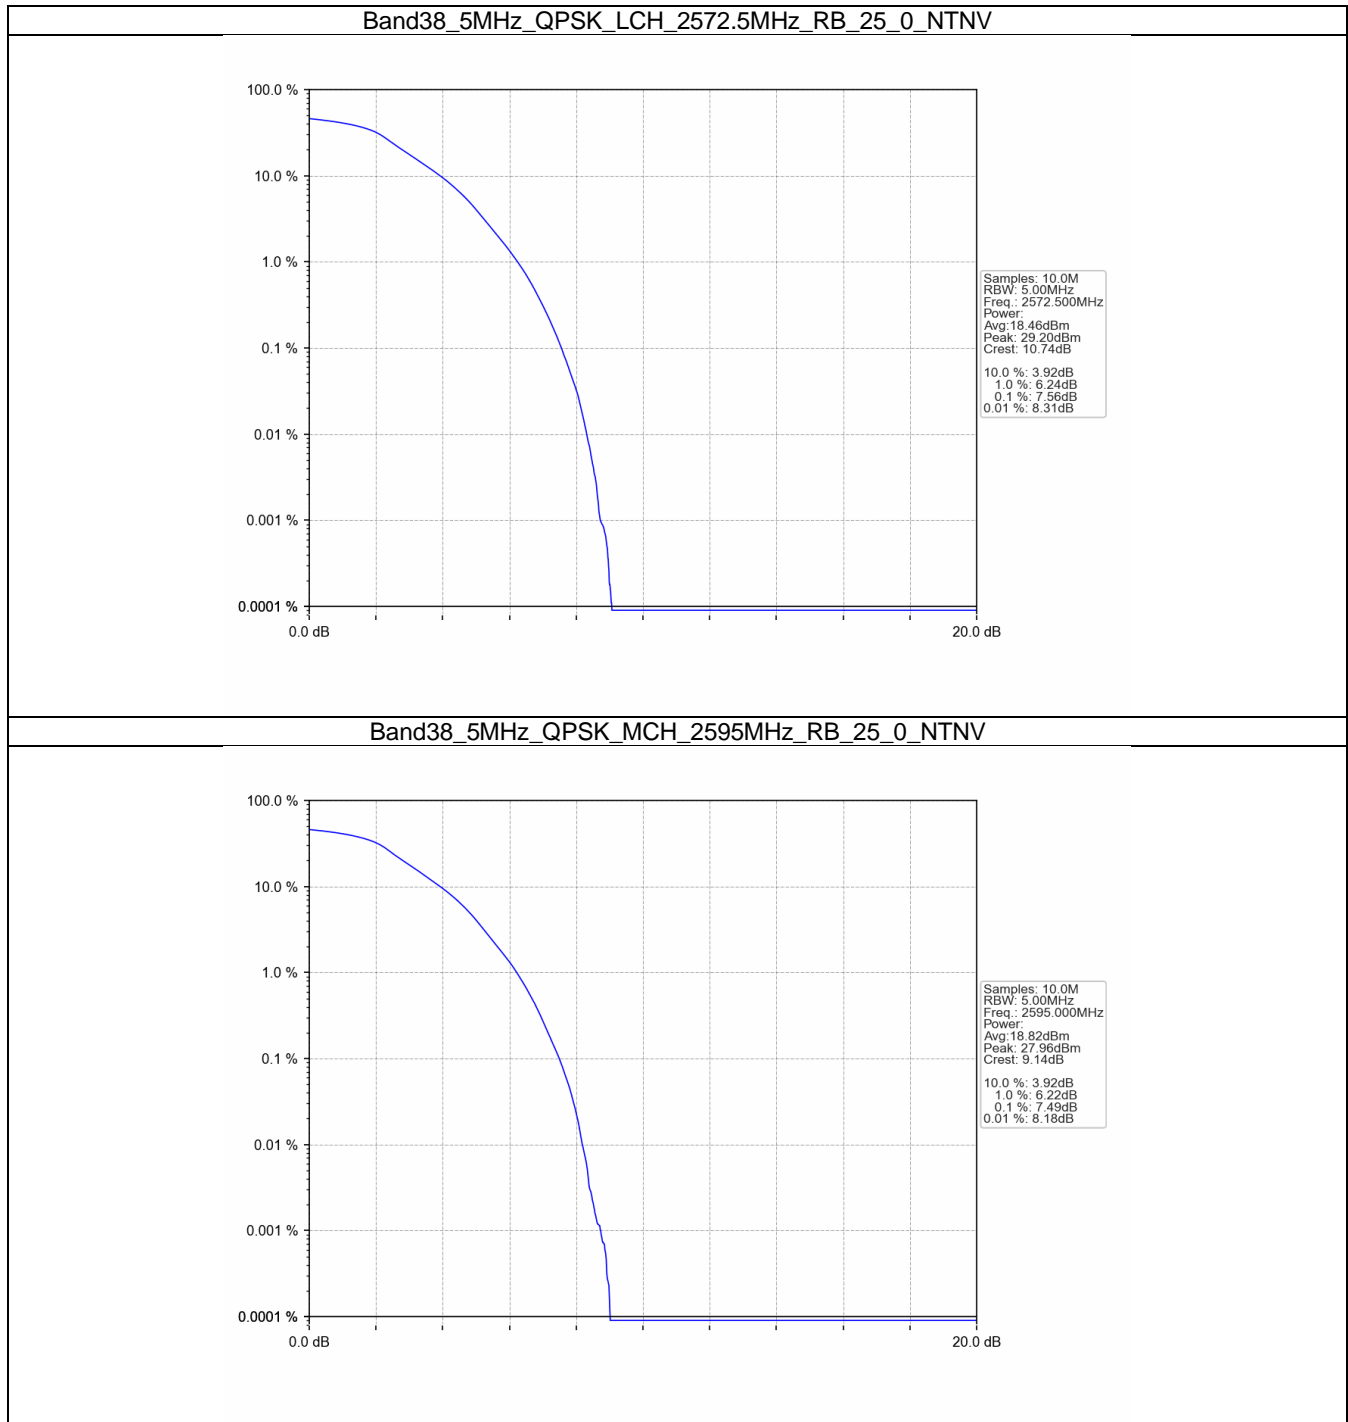 Band38_5MHz_QPSK_LCH_2572.5MHz_RB_25_0_NTNV
100.0 %
10.0 %
1.0 %
0.1 %
0.01 %
0.001 %
0.0001 %
0.0 dB
20.0 dB
Samples: 10.0M
RBW: 5.00MHz
Freq.: 2572.500MHz
Power:
Avg:18.46dBm
Peak: 29.20dBm
Crest: 10.74dB
10.0 %: 3.92dB
1.0 %: 6.24dB
0.1 %: 7.56dB
0.01 %: 8.31dB
Band38_5MHz_QPSK_MCH_2595MHz_RB_25_0_NTNV
100.0 %
10.0 %
1.0 %
0.1 %
0.01 %
0.001 %
0.0001 %
0.0 dB
20.0 dB
Samples: 10.0M
RBW: 5.00MHz
Freq.: 2595.000MHz
Power:
Avg:18.82dBm
Peak: 27.96dBm
Crest: 9.14dB
10.0 %: 3.92dB
1.0 %: 6.22dB
0.1 %: 7.49dB
0.01 %: 8.18dB